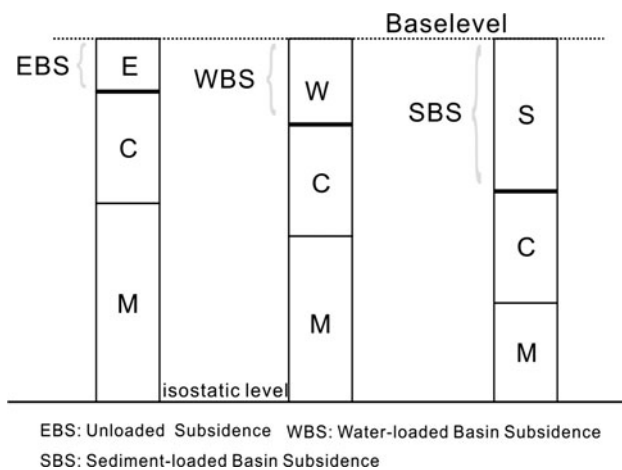 Baselevel
EBS E WBS W SBS S
C C C
M M M
isostatic level
EBS: Unloaded Subsidence WBS: Water-loaded Basin Subsidence
SBS: Sediment-loaded Basin Subsidence